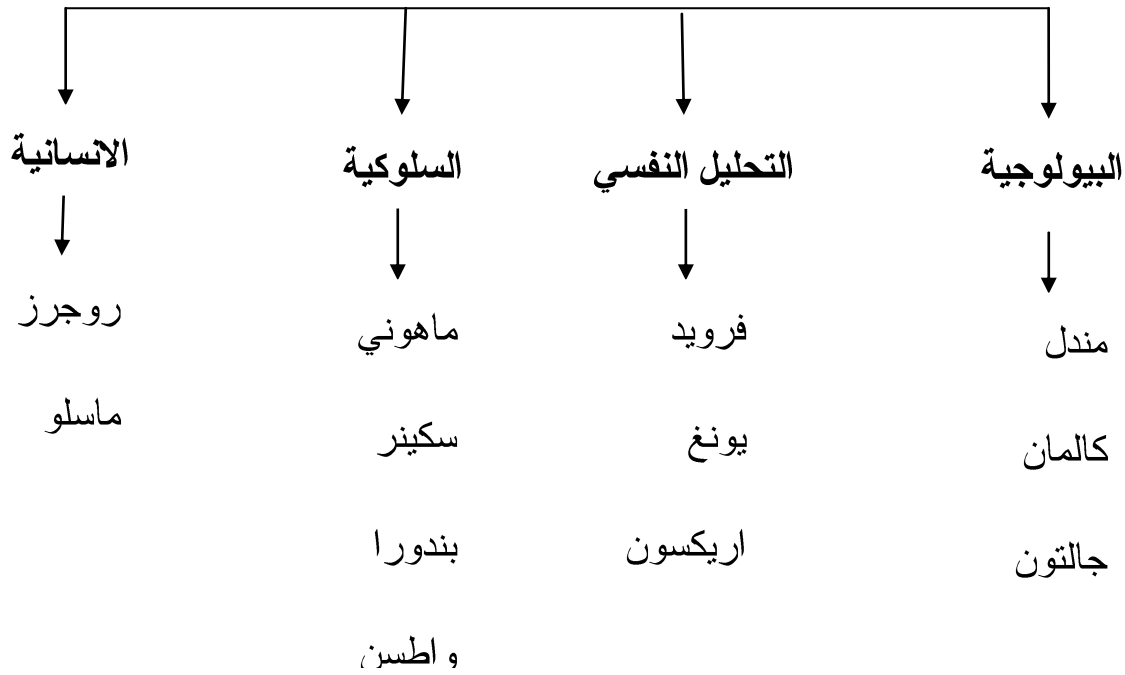 البيولوجية
التحليل النفسي
السلوكية
الانسانية
مندل
كالمان
جالتون
فرويد
يونغ
اريكسون
ماهوني
سكينر
بندورا
واطسن
روجرز
ماسلو